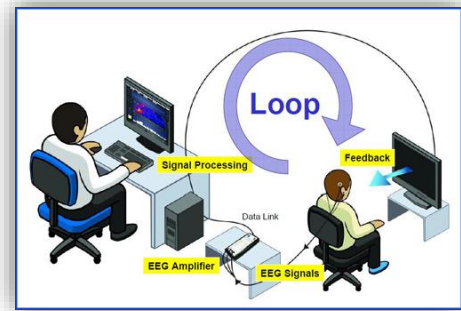 Loop
Feedback
Signal Processing
Data Link
EEG Amplifier
EEG Signals